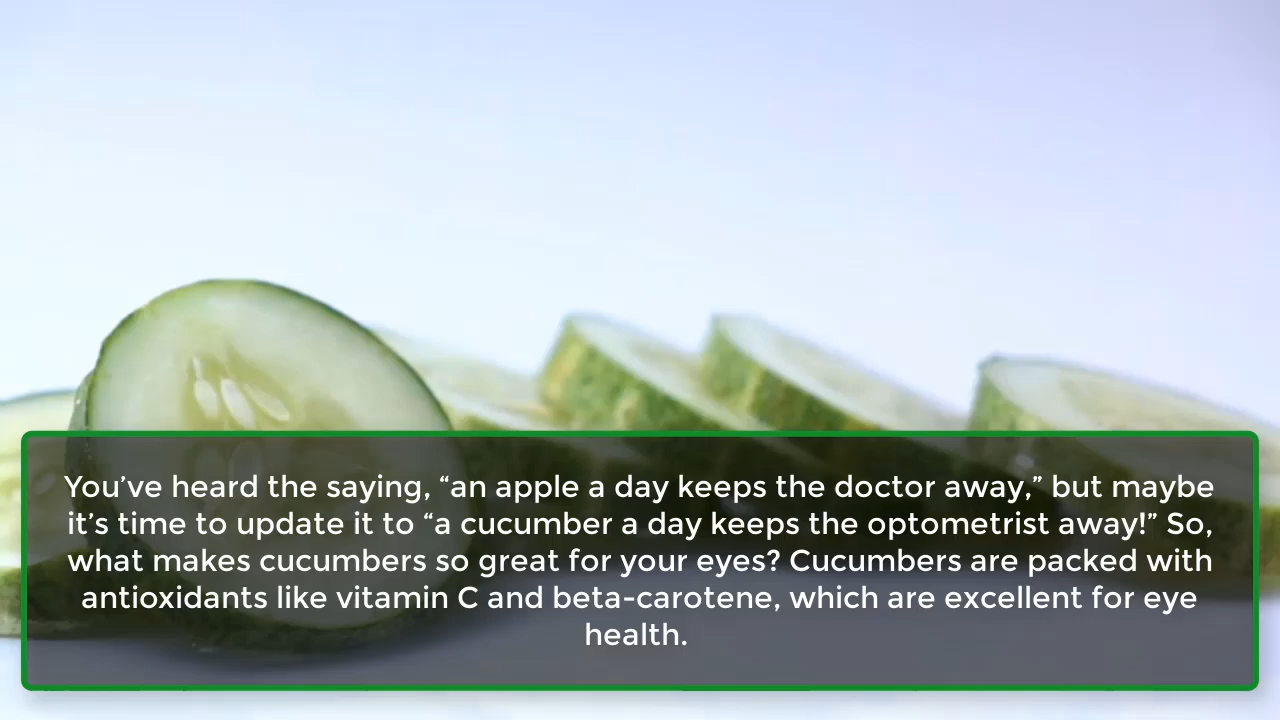 You’ve heard the saying, “an apple a day keeps the doctor away,” but maybe
it’s time to update it to “a cucumber a day keeps the optometrist away!” So,
what makes cucumbers so great for your eyes? Cucumbers are packed with
antioxidants like vitamin C and beta-carotene, which are excellent for eye
health.